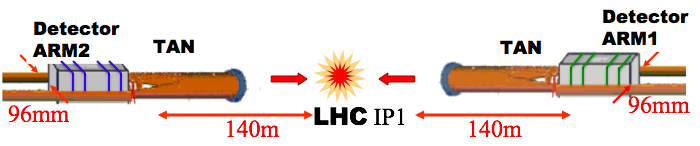 Detector
ARM2
TAN
96mm
140m
LHC IP1
TAN
Detector
ARM1
140m
96mm